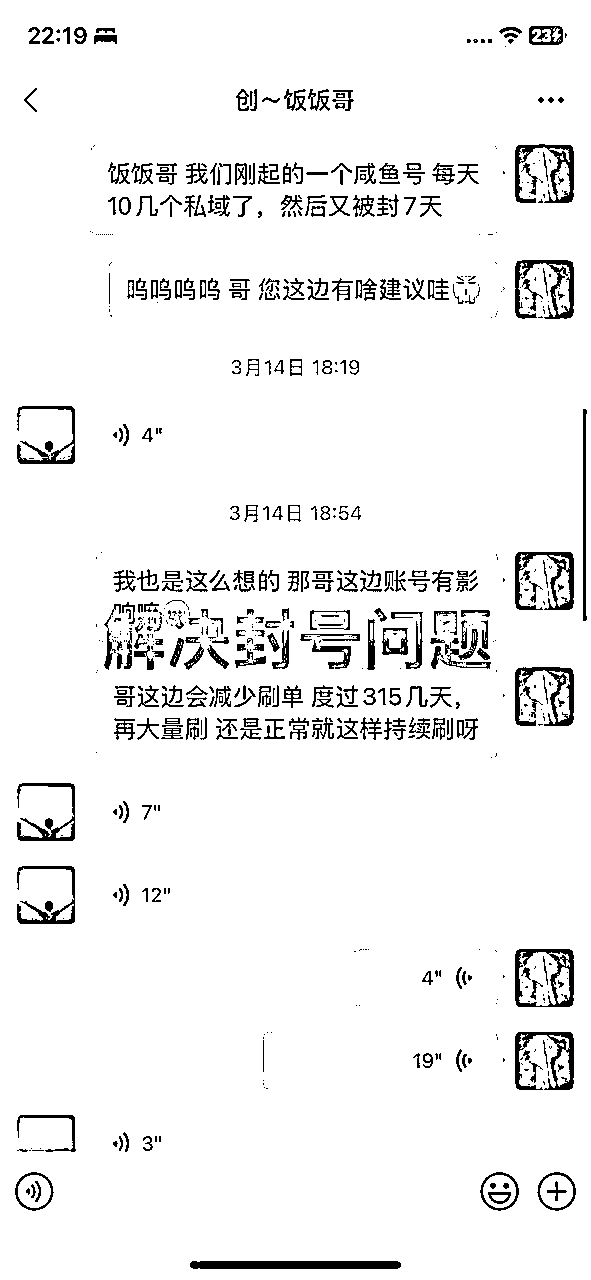 22:19
23
创～饭饭哥
饭饭哥 我们刚起的一个咸鱼号 每天
10几个私域了，然后又被封7天
呜呜呜呜 哥 您这边有啥建议哇
3月14日 18:19
4"
3月14日 18:54
我也是这么想的 那哥这边账号有影
响嘛
解决封号问题
哥这边会减少刷单 度过315几天，
再大量刷 还是正常就这样持续刷呀
7"
12"
4"
19"
3"